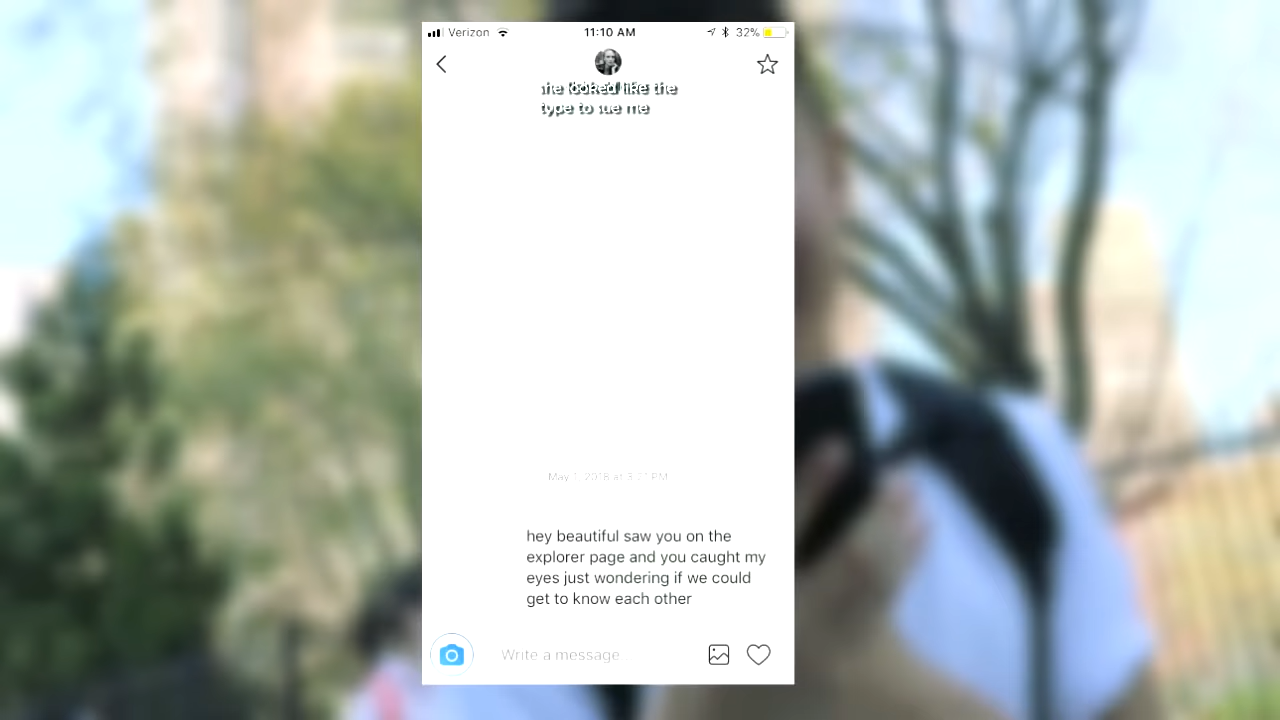 Verizon 11:10 AM 32%
looked like the
type to sue me
hey beautiful saw you on the
explorer page and you caught my
eyes just wondering if we could
get to know each other
Write a message